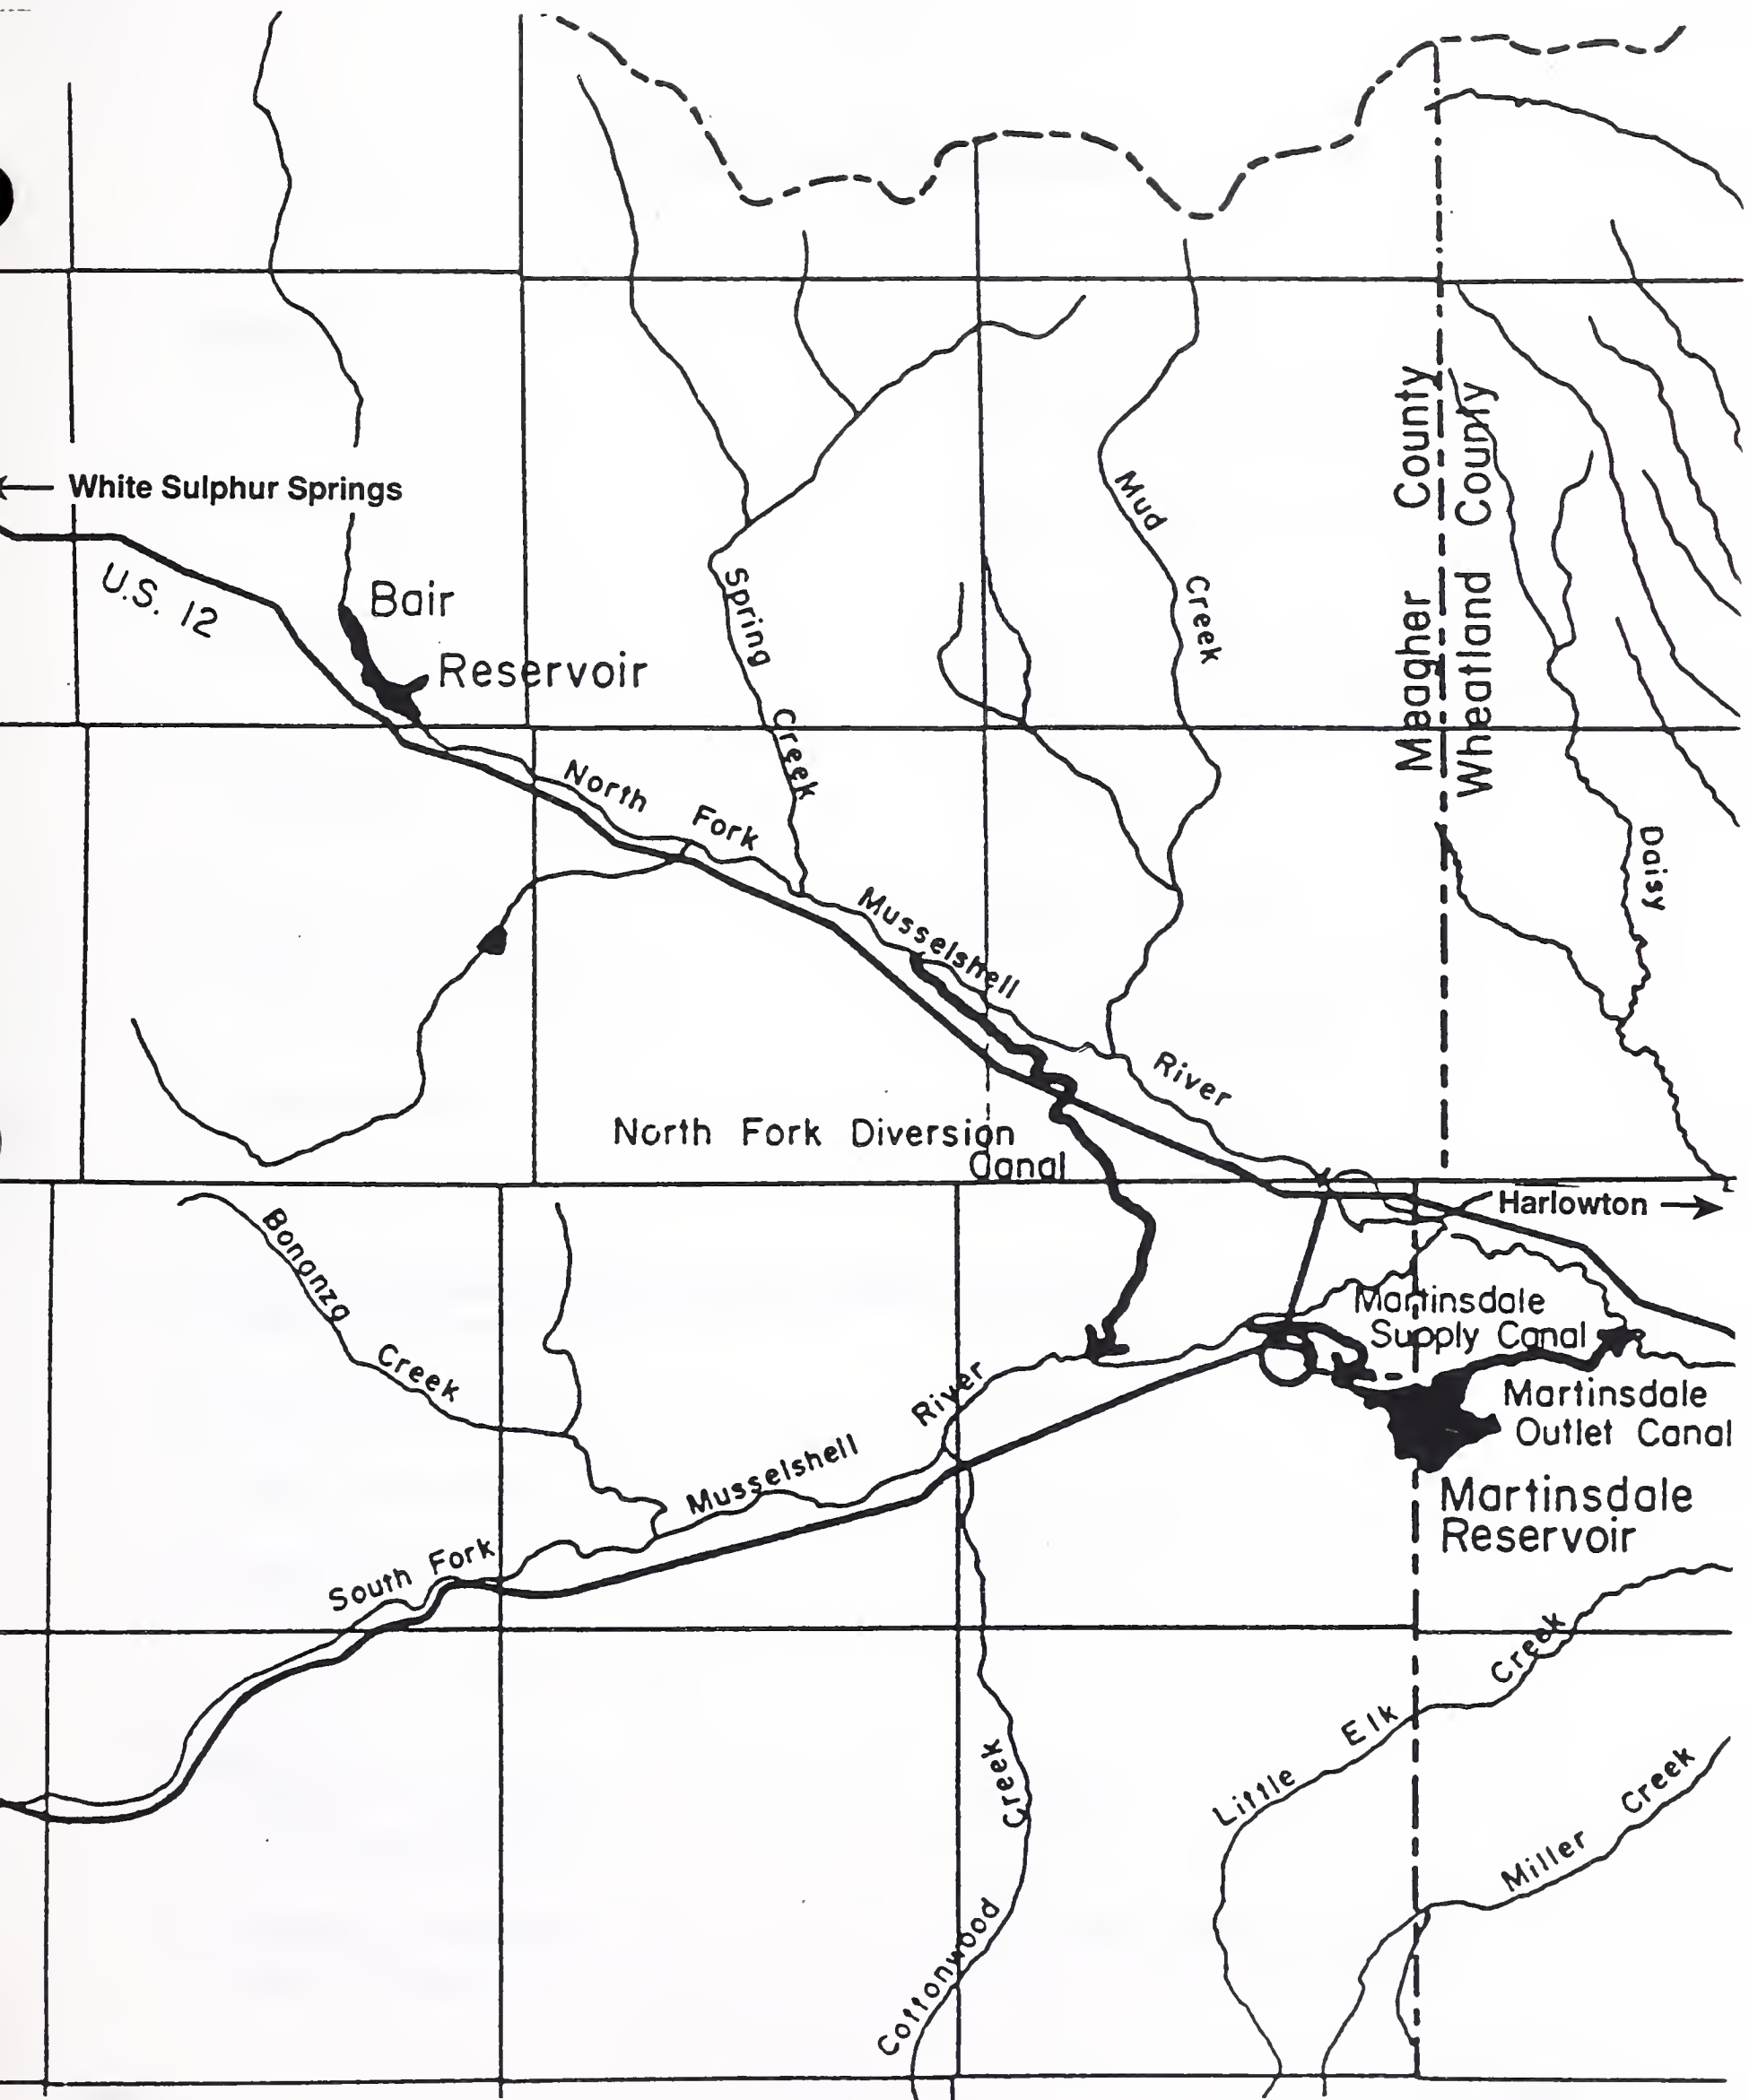 White Sulphur Springs
U.S. 12
Bair
Reservoir
Spring Creek
Mud Creek
Meagher County
Wheatland County
Daisy
North Fork Musselshell River
North Fork Diversion
Canal
Harlowton
Bonanza Creek
Martinsdale
Supply Canal
Martinsdale
Outlet Canal
Martinsdale
Reservoir
South Fork Musselshell River
Cottonwood Creek
Little Elk Creek
Miller Creek